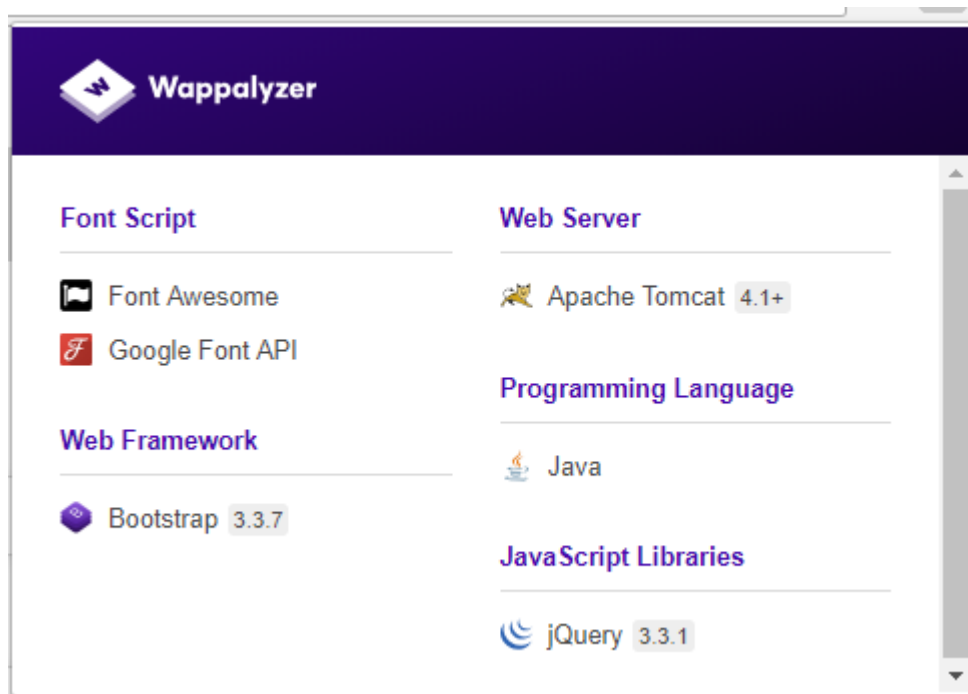 Wappalyzer
Font Script
Font Awesome
Google Font API
Web Framework
Bootstrap 3.3.7
Web Server
Apache Tomcat 4.1+
Programming Language
Java
JavaScript Libraries
jQuery 3.3.1